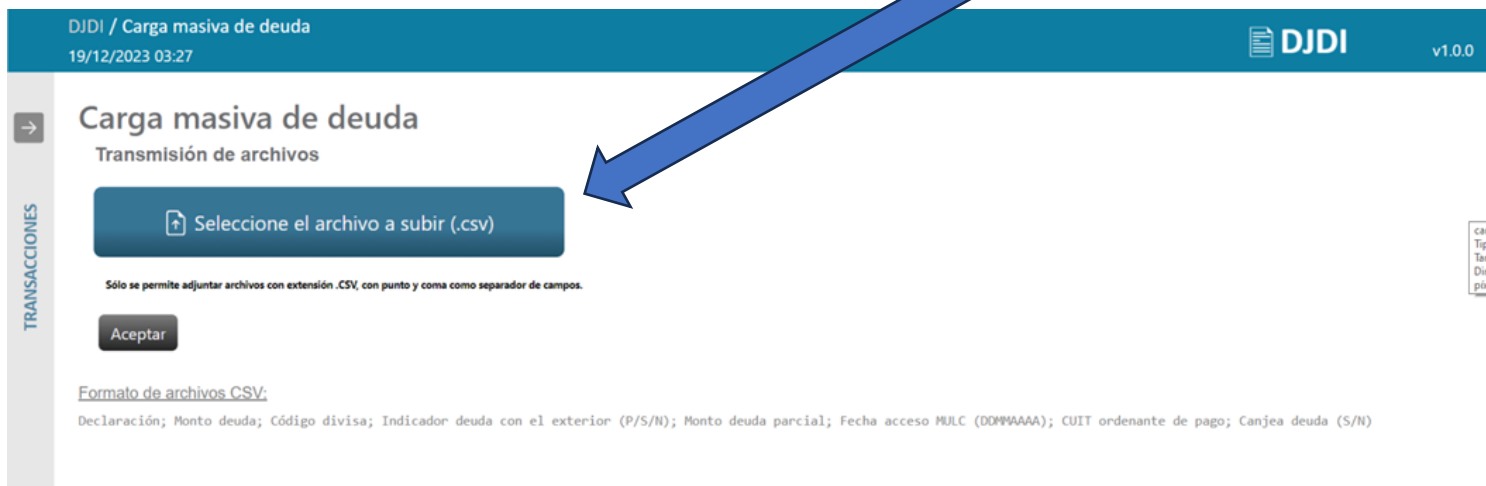 DJDI / Carga masiva de deuda
19/12/2023 03:27
DJDI
v1.0.0
Carga masiva de deuda
Transmisión de archivos
TRANSACCIONES
Seleccione el archivo a subir (.csv)
Sólo se permite adjuntar archivos con extensión .CSV, con punto y coma como separador de campos.
Aceptar
Formato de archivos CSV:
Declaración; Monto deuda; Código divisa; Indicador deuda con el exterior (P/S/N); Monto deuda parcial; Fecha acceso MULC (DDMMAAAA); CUIT ordenante de pago; Canjea deuda (S/N)